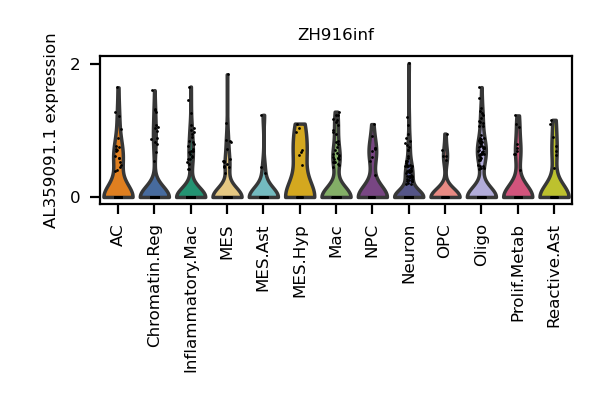 ZH916inf
AL359091.1 expression
2
0
AC
Chromatin.Reg
Inflammatory.Mac
MES
MES.Ast
MES.Hyp
Mac
NPC
Neuron
OPC
Oligo
Prolif.Metab
Reactive.Ast